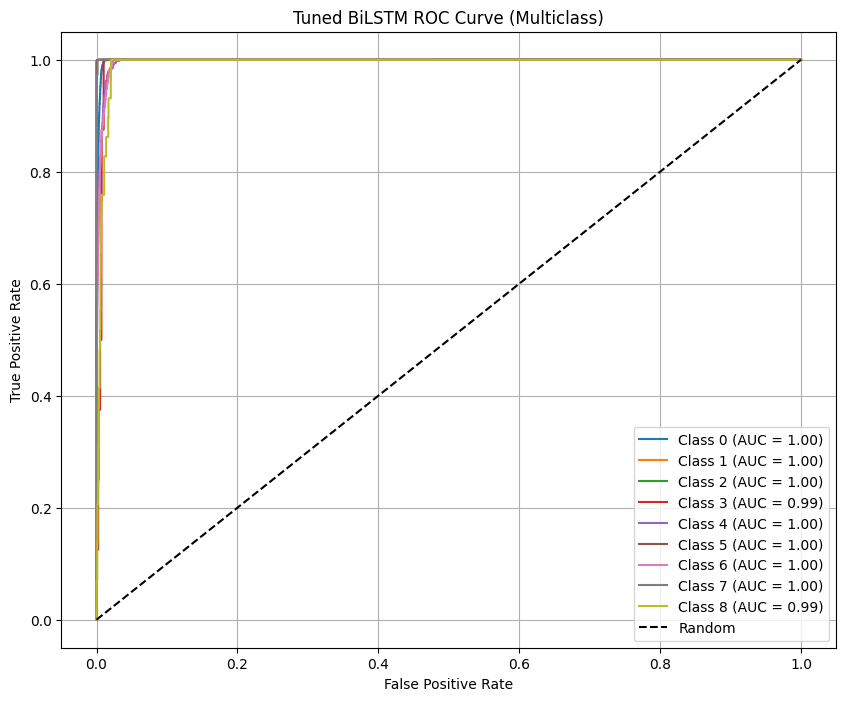 Tuned BiLSTM ROC Curve (Multiclass)
True Positive Rate
1.0
0.8
0.6
0.4
0.2
0.0
0.0 0.2 0.4 0.6 0.8 1.0
False Positive Rate
Class 0 (AUC = 1.00)
Class 1 (AUC = 1.00)
Class 2 (AUC = 1.00)
Class 3 (AUC = 0.99)
Class 4 (AUC = 1.00)
Class 5 (AUC = 1.00)
Class 6 (AUC = 1.00)
Class 7 (AUC = 1.00)
Class 8 (AUC = 0.99)
Random